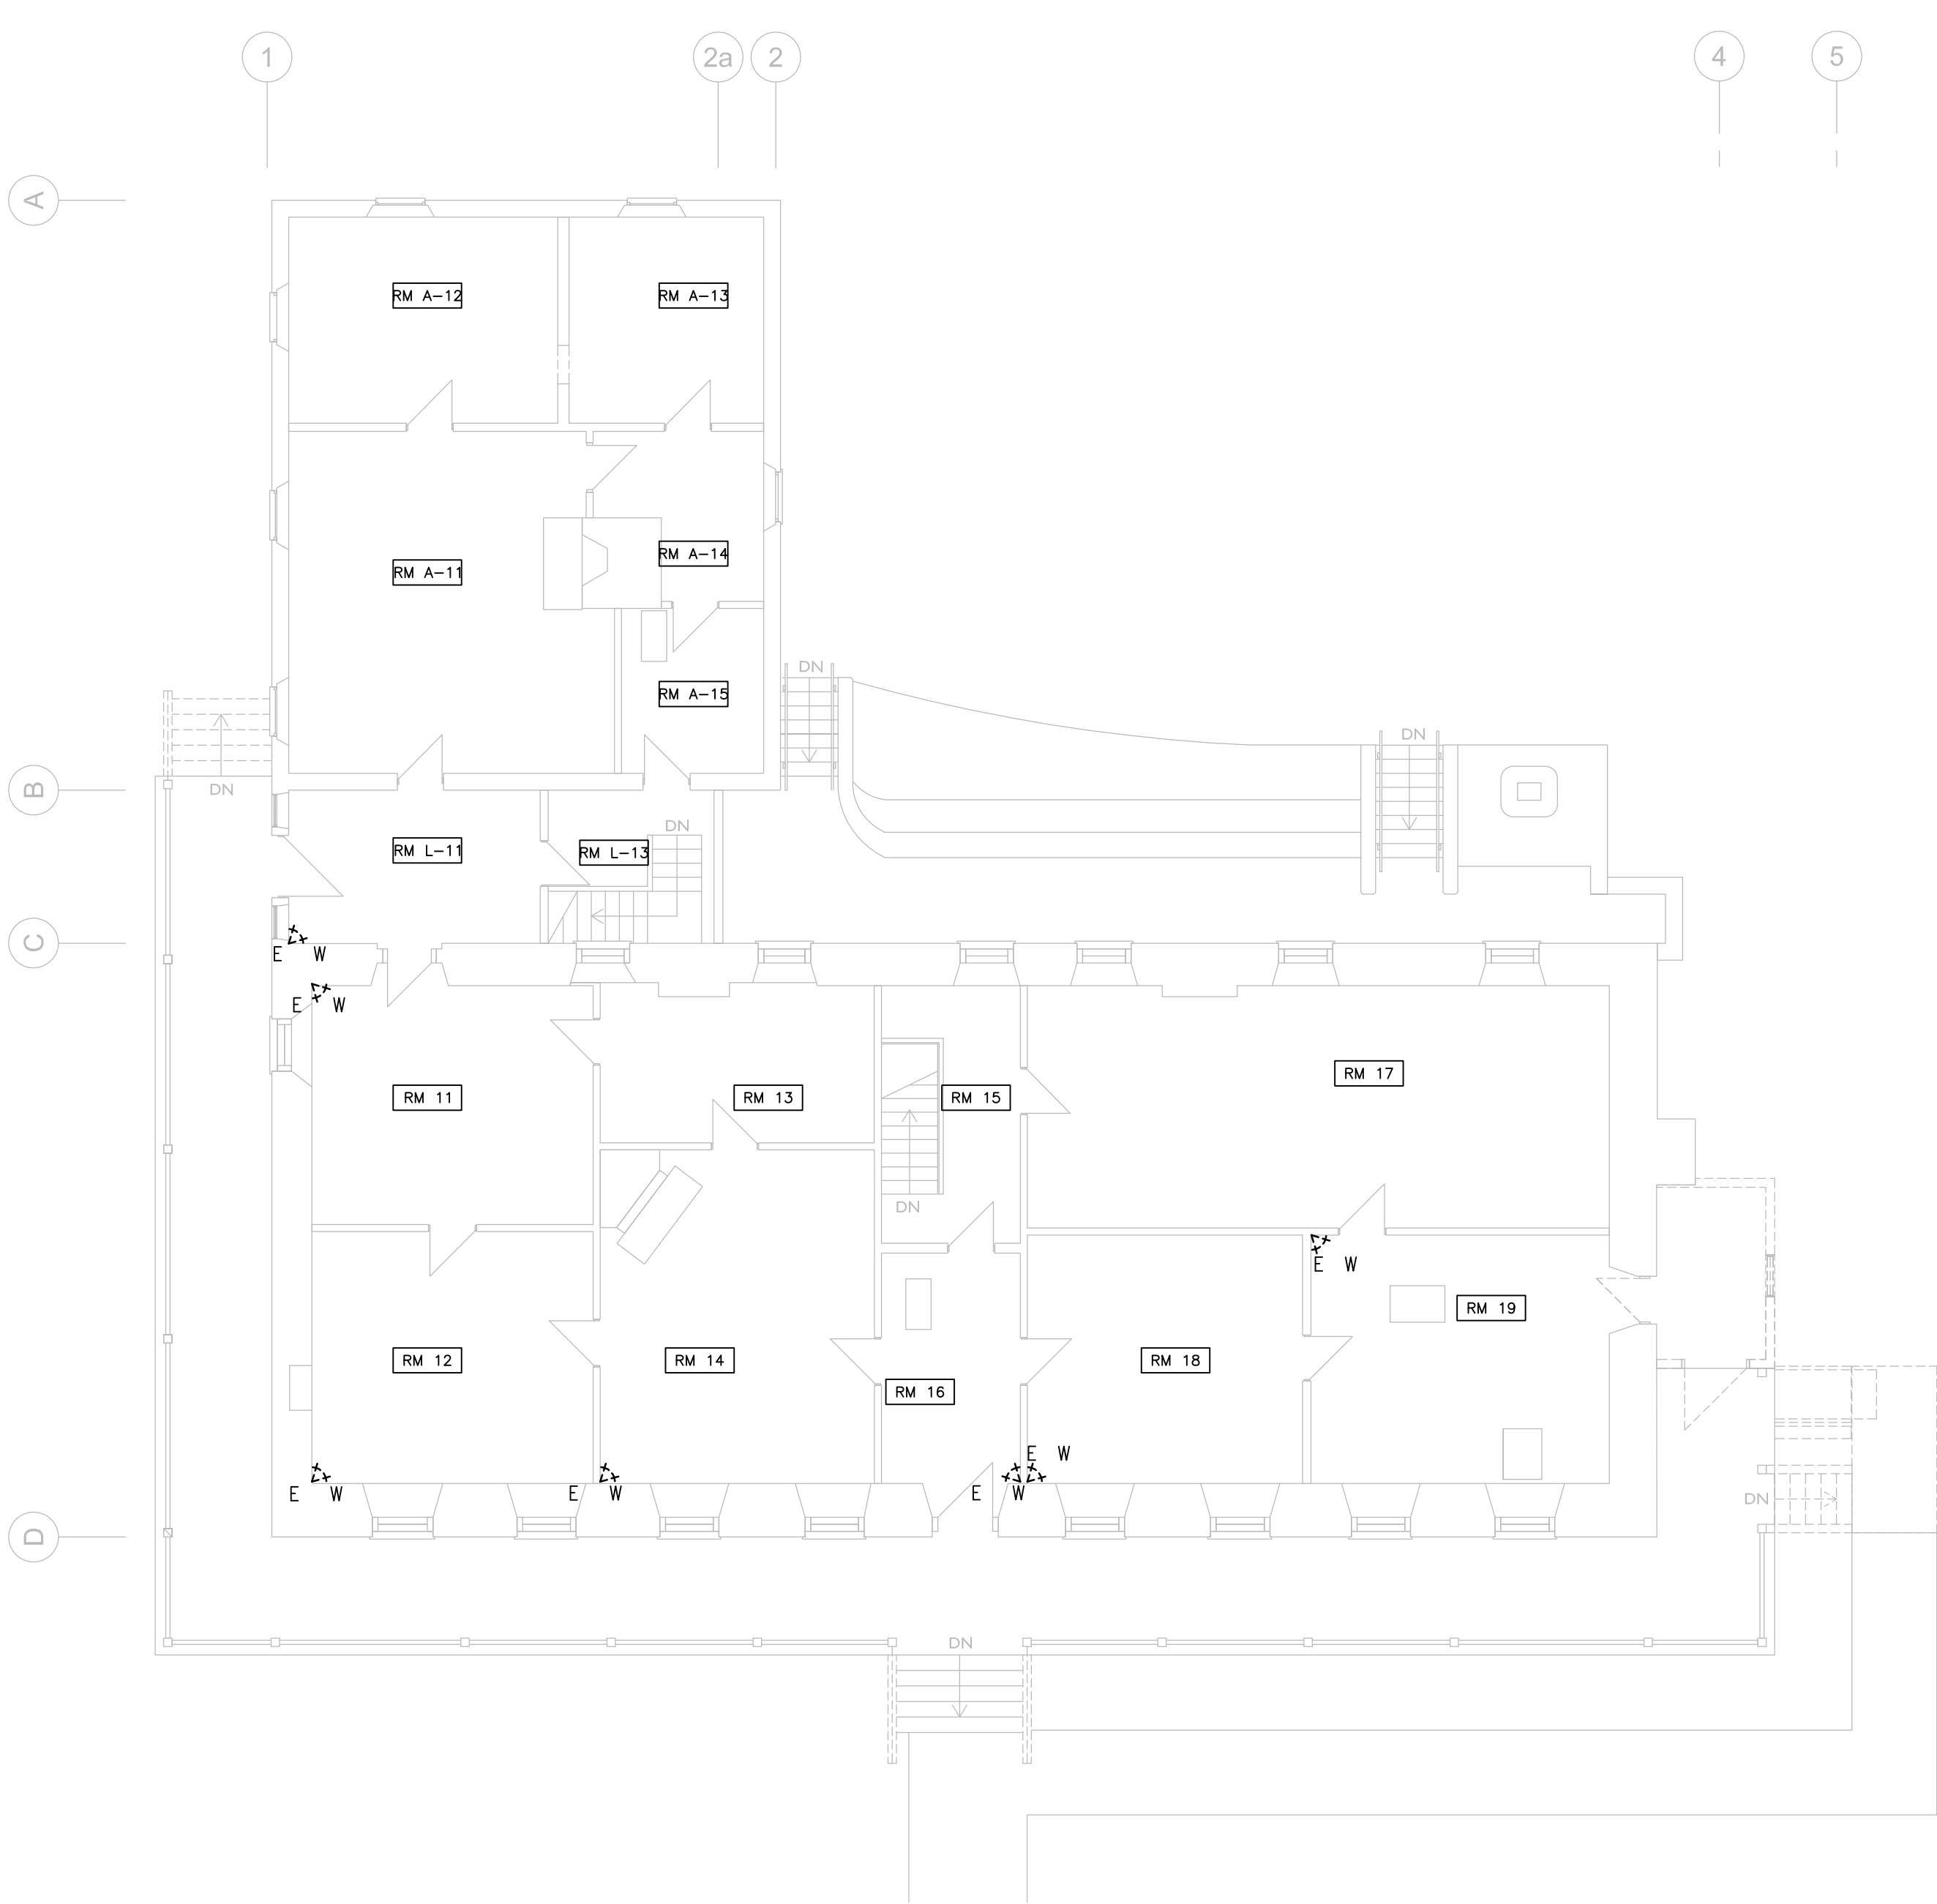 1 2a 2 4 5
A
RM A-12 RM A-13
RM A-14
RM A-11
DN
RM A-15
DN
B DN
DN
RM L-11 RM L-13
C
E W
E W
RM 17
RM 11 RM 13 RM 15
DN
E W
RM 19
RM 12 RM 14 RM 18
RM 16
E W
E W E W E W
DN
D
DN